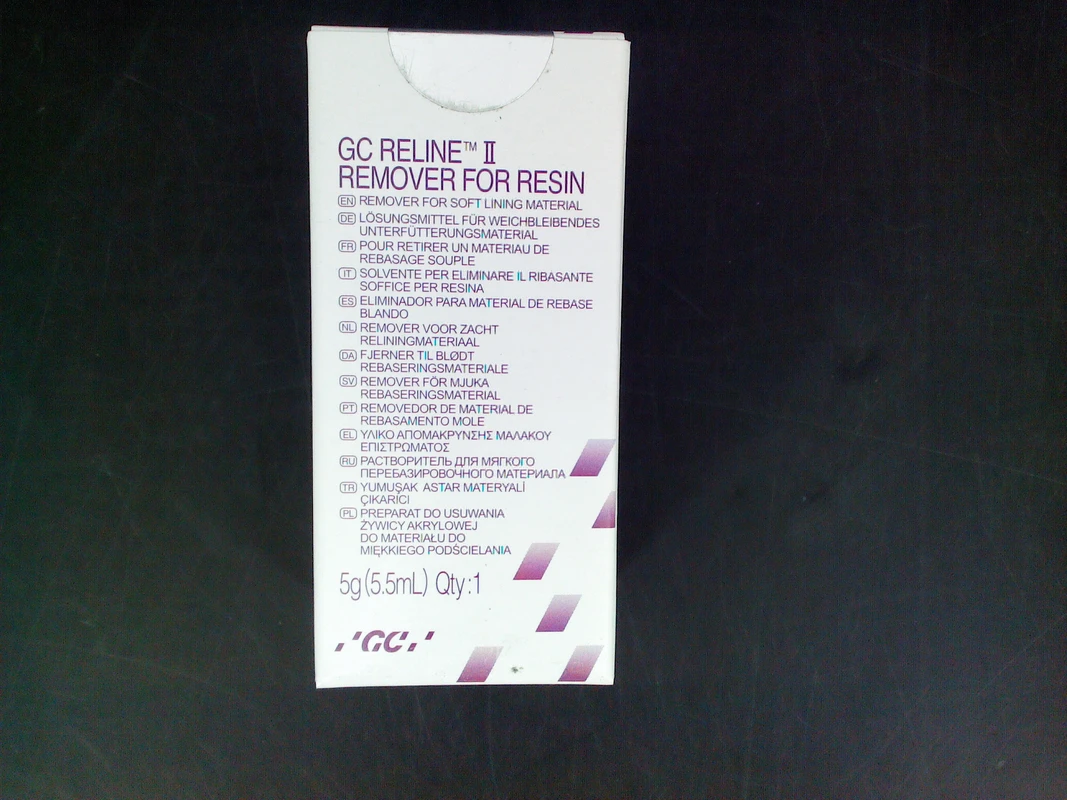 GC RELINE™ II
REMOVER FOR RESIN
EN REMOVER FOR SOFT LINING MATERIAL
DE LÖSUNGSMITTEL FÜR WEICHBLEIBENDES
UNTERFÜTTERUNGSMATERIAL
FR POUR RETIRER UN MATERIAU DE
REBASAGE SOUPLE
IT SOLVENTE PER ELIMINARE IL RIBASANTE
SOFFICE PER RESINA
ES ELIMINADOR PARA MATERIAL DE REBASE
BLANDO
NL REMOVER VOOR ZACHT
RELININGMATERIAAL
DA FJERNER TIL BLØDT
REBASERINGSMATERIALE
SV REMOVER FÖR MJUKA
REBASERINGSMATERIAL
PT REMOVEDOR DE MATERIAL DE
REBASAMENTO MOLE
EL ΥΛΙΚΟ ΑΠΟΜΑΚΡΥΝΣΗΣ ΜΑΛΑΚΟΥ
ΕΠΙΣΤΡΩΜΑΤΟΣ
RU РАСТВОРИТЕЛЬ ДЛЯ МЯГКОГО
ПЕРЕБАЗИРОВОЧНОГО МАТЕРИАЛА
TR YUMUŞAK ASTAR MATERYALİ
ÇIKARICI
PL PREPARAT DO USUWANIA
ŻYWICY AKRYLOWEJ
DO MATERIAŁU DO
MIĘKKIEGO PODŚCIELANIA
5g (5.5mL) Qty:1
GC